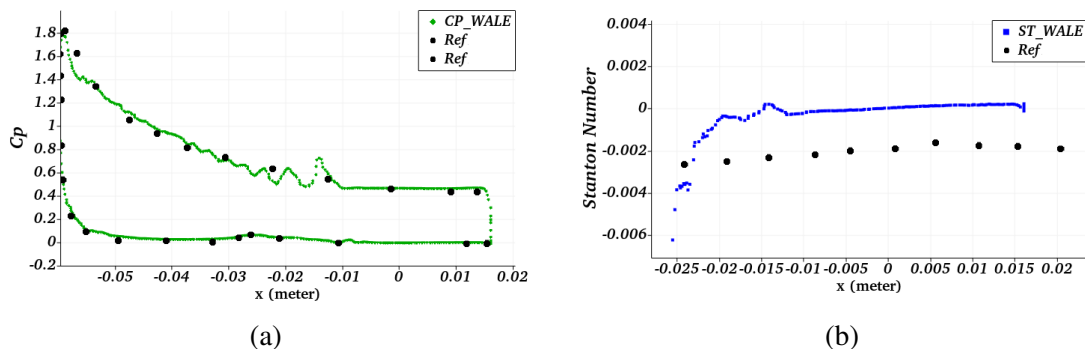 1.8
1.6
1.4
1.2
1
0.8
0.6
0.4
0.2
0
-0.2
Cp
CP_WALE
Ref
Ref
-0.05 -0.04 -0.03 -0.02 -0.01 0 0.01 0.02
x (meter)
(a)
0.004
0.002
0
-0.002
-0.004
-0.006
Stanton Number
ST_WALE
Ref
-0.025 -0.02 -0.015 -0.01 -0.005 0 0.005 0.01 0.015 0.02
x (meter)
(b)